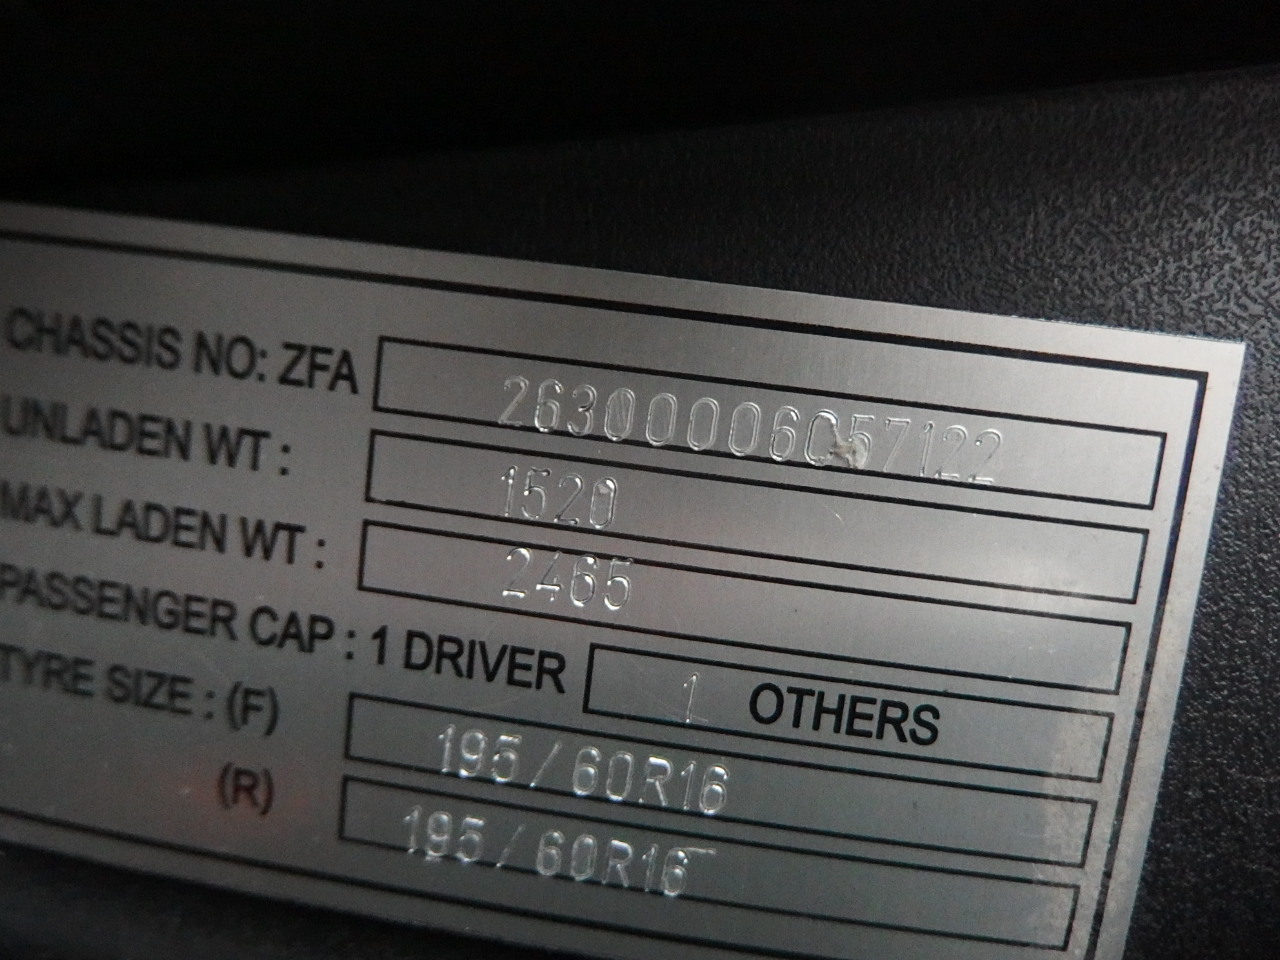 CHASSIS NO: ZFA 26300006057122
UNLADEN WT : 1520
MAX LADEN WT : 2465
PASSENGER CAP : 1 DRIVER 1 OTHERS
TYRE SIZE : (F) 195/60R16
(R) 195/60R16